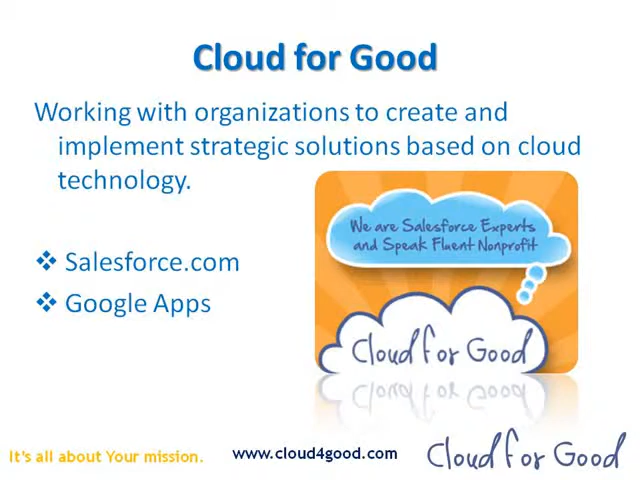 Cloud for Good
Working with organizations to create and
implement strategic solutions based on cloud
technology.
We are Salesforce Experts
and Speak Fluent Nonprofit
❖ Salesforce.com
❖ Google Apps
Cloud for Good
It's all about Your mission.
www.cloud4good.com
Cloud for Good